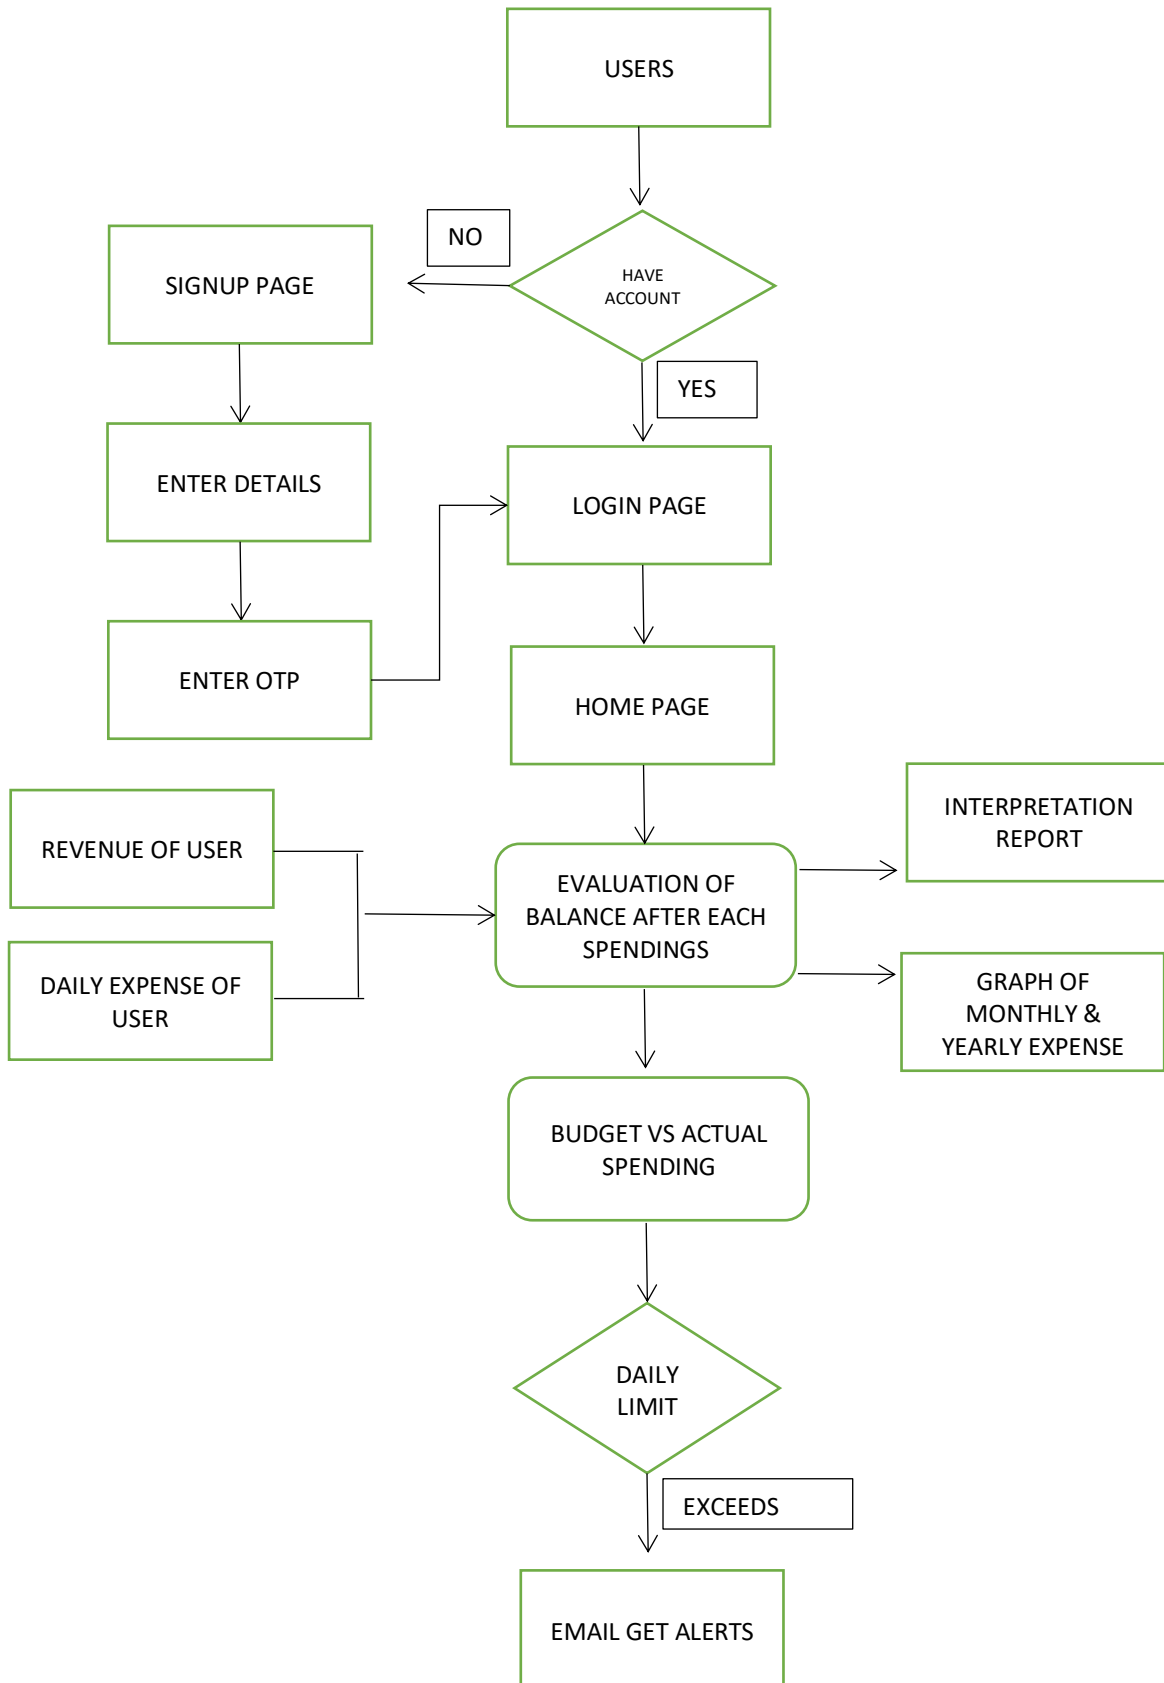 USERS
NO
HAVE
ACCOUNT
SIGNUP PAGE
YES
ENTER DETAILS
LOGIN PAGE
ENTER OTP
HOME PAGE
INTERPRETATION
REPORT
REVENUE OF USER
EVALUATION OF
BALANCE AFTER EACH
SPENDINGS
DAILY EXPENSE OF
USER
GRAPH OF
MONTHLY &
YEARLY EXPENSE
BUDGET VS ACTUAL
SPENDING
DAILY
LIMIT
EXCEEDS
EMAIL GET ALERTS